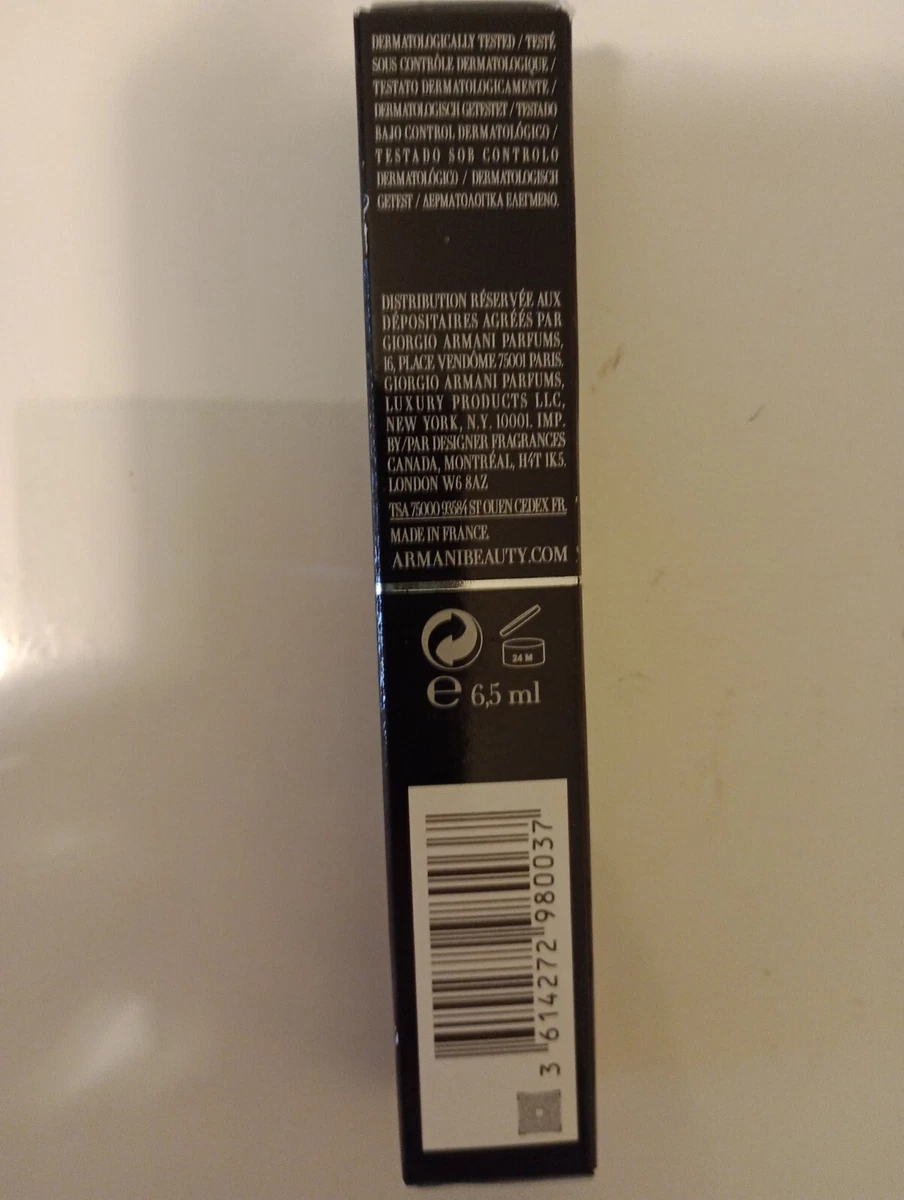 DERMATOLOGICALLY TESTED / TESTÉ
SOUS CONTRÔLE DERMATOLOGIQUE /
TESTATO DERMATOLOGICAMENTE /
DERMATOLOGISCH GETESTET / TESTADO
BAJO CONTROL DERMATOLÓGICO /
TESTADO SOB CONTROLO
DERMATOLÓGICO / DERMATOLOGISCH
GETEST / ΔΕΡΜΑΤΟΛΟΓΙΚΑ ΕΛΕΓΜΕΝΟ.
DISTRIBUTION RÉSERVÉE AUX
DÉPOSITAIRES AGRÉÉS PAR
GIORGIO ARMANI PARFUMS,
16, PLACE VENDÔME 75001 PARIS.
GIORGIO ARMANI PARFUMS,
LUXURY PRODUCTS LLC,
NEW YORK, N.Y. 10001. IMP.
BY/PAR DESIGNER FRAGRANCES
CANADA, MONTRÉAL, H4T 1K5.
LONDON W6 8AZ
TSA 75000 93584 ST OUEN CEDEX FR.
MADE IN FRANCE.
ARMANIBEAUTY.COM
24 M
e 6,5 ml
3 614272 980037